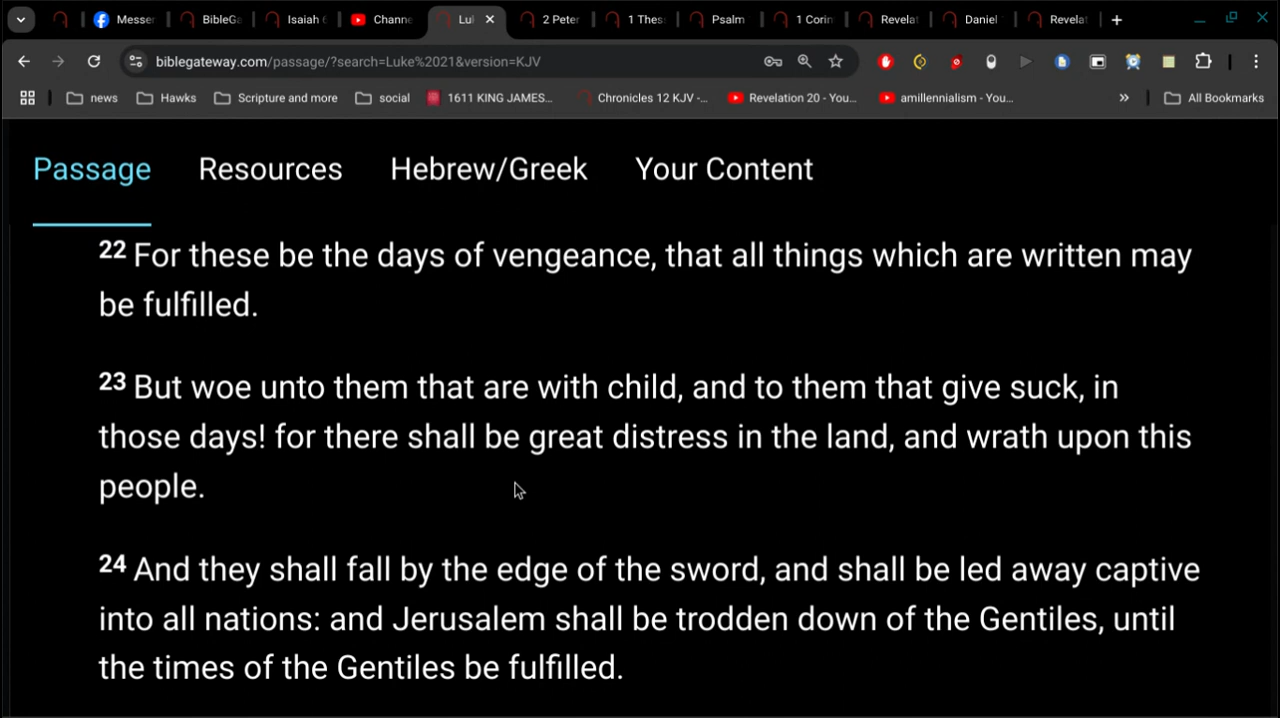 Messer
BibleGa
Isaiah 6
Chann
Lu
2 Peter
1 Thes
Psalm
1 Corin
Revelat
Daniel
Revelat
biblegateway.com/passage/?search=Luke%2021&version=KJV
news
Hawks
Scripture and more
social
1611 KING JAMES...
Chronicles 12 KJV -...
Revelation 20 - You...
amillennialism - You...
»
All Bookmarks
Passage
Resources
Hebrew/Greek
Your Content
22 For these be the days of vengeance, that all things which are written may
be fulfilled.
23 But woe unto them that are with child, and to them that give suck, in
those days! for there shall be great distress in the land, and wrath upon this
people.
24 And they shall fall by the edge of the sword, and shall be led away captive
into all nations: and Jerusalem shall be trodden down of the Gentiles, until
the times of the Gentiles be fulfilled.